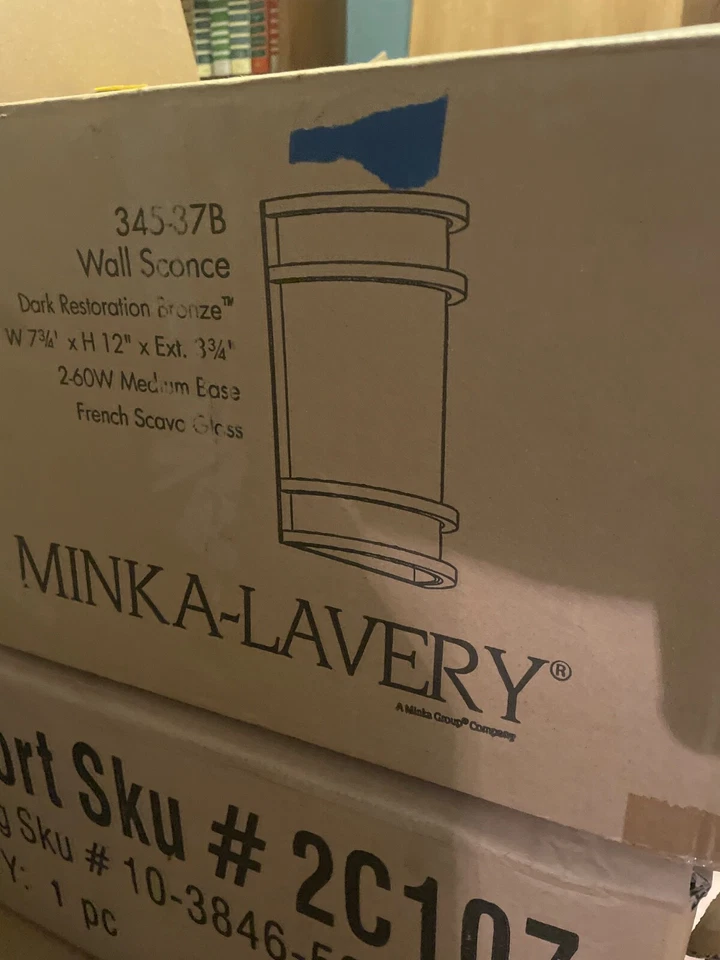 345-37B
Wall Sconce
Dark Restoration Bronze™
W 7¾" x H 12" x Ext. 3¾"
2-60W Medium Base
French Scavo Glass
MINKA-LAVERY®
A Minka Group® Company
ort Sku # 2C107
g Sku # 10-3846-5
Y: 1 pc